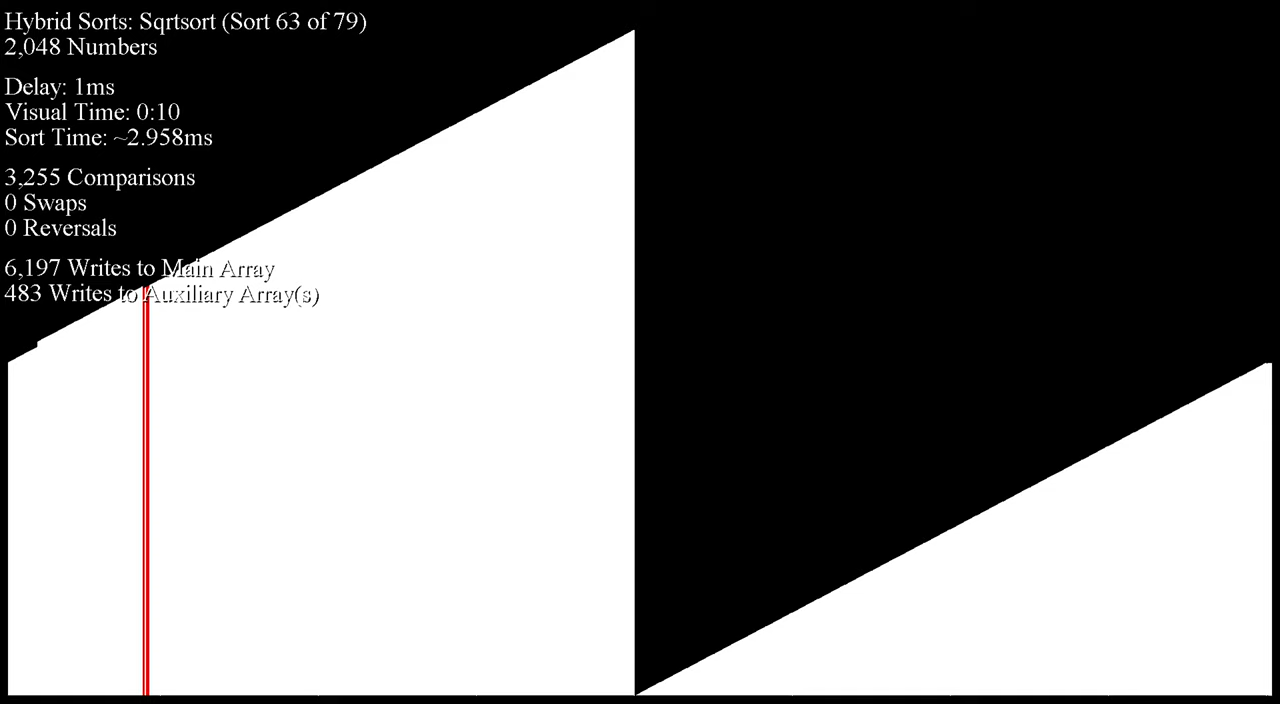 Hybrid Sorts: Sqrtsort (Sort 63 of 79)
2,048 Numbers
Delay: 1ms
Visual Time: 0:10
Sort Time: ~2.958ms
3,255 Comparisons
0 Swaps
0 Reversals
6,197 Writes to Main Array
483 Writes to Auxiliary Array(s)